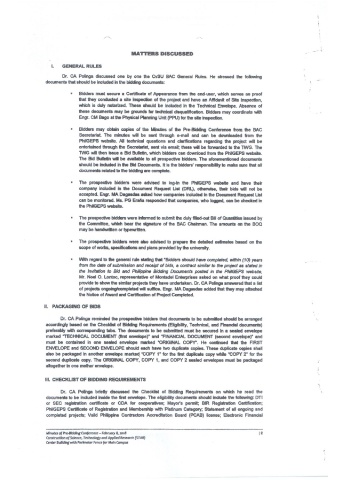 MATTERS DISCUSSED
I. GENERAL RULES
Dr. CA Polinga discussed one by one the CsSU BAC General Rules. He stressed the following
documents that should be included in the bidding documents:
• Bidders must secure a Certificate of Appearance from the end-user, which serves as proof
that they conducted a site inspection of the project and have an Affidavit of Site Inspection,
which is duly notarized. These should be included in the Technical Envelope. Absence of
these documents may be grounds for technical disqualification. Bidders may coordinate with
Engr. CM Bago at the Physical Planning Unit (PPU) for the site inspection.
• Bidders may obtain copies of the Minutes of the Pre-Bidding Conference from the BAC
Secretariat. The minutes will be sent through e-mail and can be downloaded from the
PhilGEPS website. All technical questions and clarifications regarding the project will be
entertained through the Secretariat, sent via email; these will be forwarded to the TWG. The
TWG will then issue a Bid Bulletin, which bidders can download from the PhilGEPS website.
The Bid Bulletin will be available to all prospective bidders. The aforementioned documents
should be included in the Bid Documents. It is the bidders' responsibility to make sure that all
documents related to the bidding are complete.
• The prospective bidders were advised to log-in the PhilGEPS website and have their
company included in the Document Request List (DRL), otherwise, their bids will not be
accepted. Engr. MA Dagondon asked how companies included in the Document Request List
can be monitored. Ms. PG Eraña responded that companies, who logged, can be checked in
the PhilGEPS website.
• The prospective bidders were informed to submit the duly filled-out Bill of Quantities issued by
the Committee, which bear the signature of the BAC Chairman. The amounts on the BOQ
may be handwritten or typewritten.
• The prospective bidders were also advised to prepare the detailed estimates based on the
scope of works, specifications and plans provided by the university.
• With regard to the general rule stating that "Bidders should have completed, within (10) years
from the date of submission and receipt of bids, a contract similar to the project as stated in
the Invitation to Bid and Philippine Bidding Documents posted in the PhilGEPS website,
Mr. Noel O. Lontoc, representative of Montalar Enterprises asked on what proof they could
provide to show the similar projects they have undertaken. Dr. CA Polinga answered that a list
of projects ongoing/completed will suffice. Engr. MA Dagondon added that they may attached
the Notice of Award and Certification of Project Completed.
II. PACKAGING OF BIDS
Dr. CA Polinga reminded the prospective bidders that documents to be submitted should be arranged
accordingly based on the Checklist of Bidding Requirements (Eligibility, Technical, and Financial documents)
preferably with corresponding tabs. The documents to be submitted must be secured in a sealed envelope
marked "TECHNICAL DOCUMENT (first envelope)" and "FINANCIAL DOCUMENT (second envelope)" and
must be contained in one sealed envelope marked "ORIGINAL COPY". He continued that the FIRST
ENVELOPE and SECOND ENVELOPE should each have two duplicate copies. These duplicate copies shall
also be packaged in another envelope marked "COPY 1" for the first duplicate copy while "COPY 2" for the
second duplicate copy. The ORIGINAL COPY, COPY 1, and COPY 2 sealed envelopes must be packaged
altogether in one mother envelope.
III. CHECKLIST OF BIDDING REQUIREMENTS
Dr. CA Polinga briefly discussed the Checklist of Bidding Requirements on which he read the
documents to be included inside the first envelope. The eligibility documents should include the following: DTI
or SEC registration certificate or CDA for cooperatives; Mayor's permit; BIR Registration Certification;
PhilGEPS Certificate of Registration and Membership with Platinum Category; Statement of all ongoing and
completed projects; Valid Philippine Contractors Accreditation Board (PCAB) license; Electronic Financial
Minutes of Pre-Bidding Conference – February 6, 2018
Construction of Science, Technology and Applied Research (STAR)
Center Building with Perimeter Fence for Main Campus